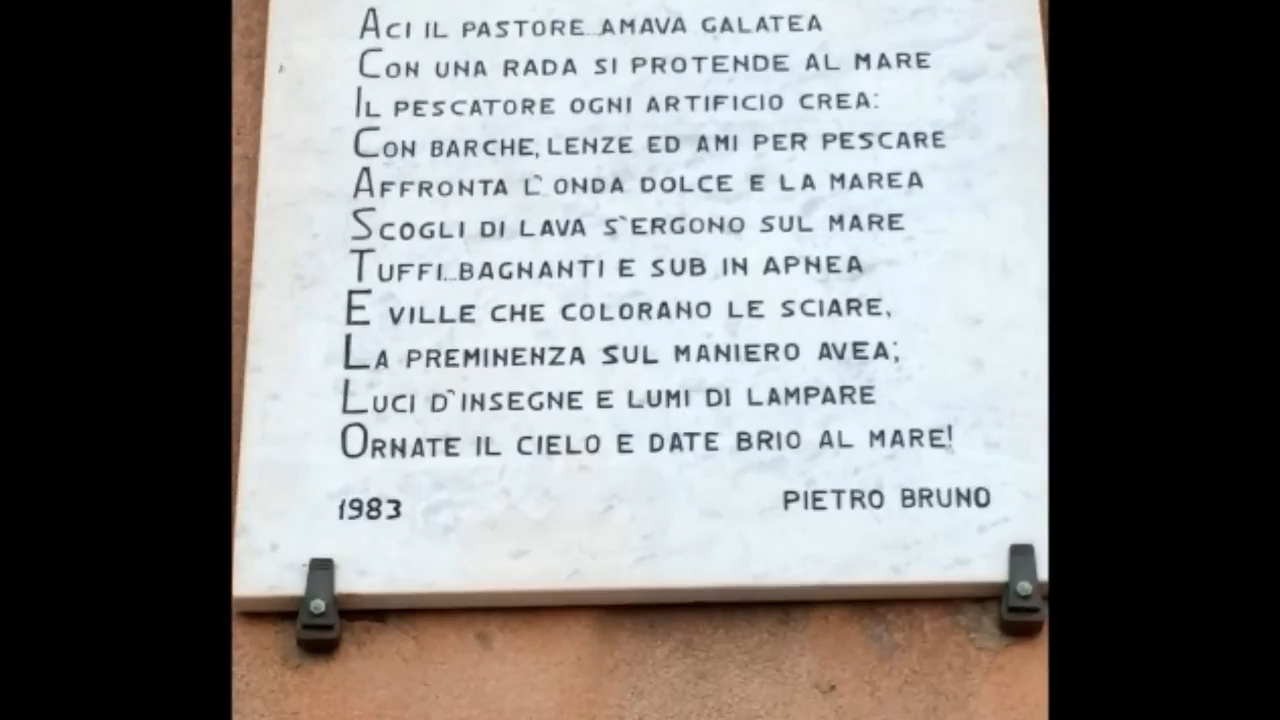 ACI IL PASTORE AMAVA GALATEA
CON UNA RADA SI PROTENDE AL MARE
IL PESCATORE OGNI ARTIFICIO CREA:
CON BARCHE, LENZE ED AMI PER PESCARE
AFFRONTA L`ONDA DOLCE E LA MAREA
SCOGLI DI LAVA S`ERGONO SUL MARE
TUFFI...BAGNANTI E SUB IN APNEA
E VILLE CHE COLORANO LE SCIARE,
LA PREMINENZA SUL MANIERO AVEA;
LUCI D`INSEGNE E LUMI DI LAMPARE
ORNATE IL CIELO E DATE BRIO AL MARE!
1983 PIETRO BRUNO